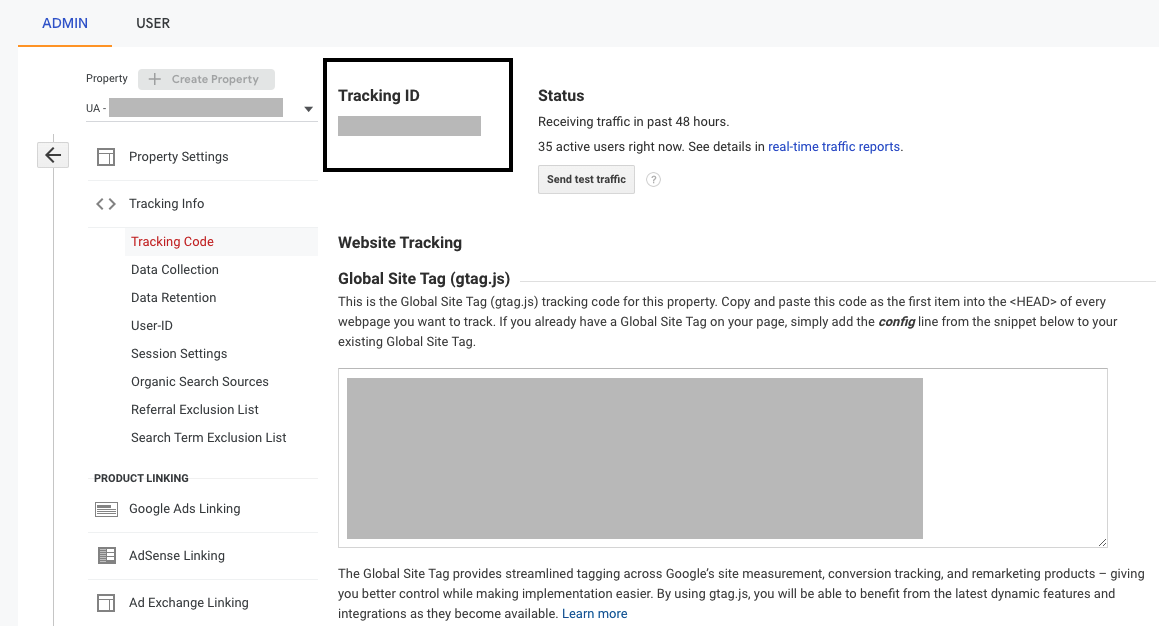 ADMIN
USER
Property
Create Property
UA -
Property Settings
Tracking Info
Tracking Code
Data Collection
Data Retention
User-ID
Session Settings
Organic Search Sources
Referral Exclusion List
Search Term Exclusion List
PRODUCT LINKING
Google Ads Linking
AdSense Linking
Ad Exchange Linking
Tracking ID
Status
Receiving traffic in past 48 hours.
35 active users right now. See details in real-time traffic reports.
Send test traffic
?
Website Tracking
Global Site Tag (gtag.js)
This is the Global Site Tag (gtag.js) tracking code for this property. Copy and paste this code as the first item into the <HEAD> of every
webpage you want to track. If you already have a Global Site Tag on your page, simply add the config line from the snippet below to your
existing Global Site Tag.
The Global Site Tag provides streamlined tagging across Google's site measurement, conversion tracking, and remarketing products – giving
you better control while making implementation easier. By using gtag.js, you will be able to benefit from the latest dynamic features and
integrations as they become available. Learn more